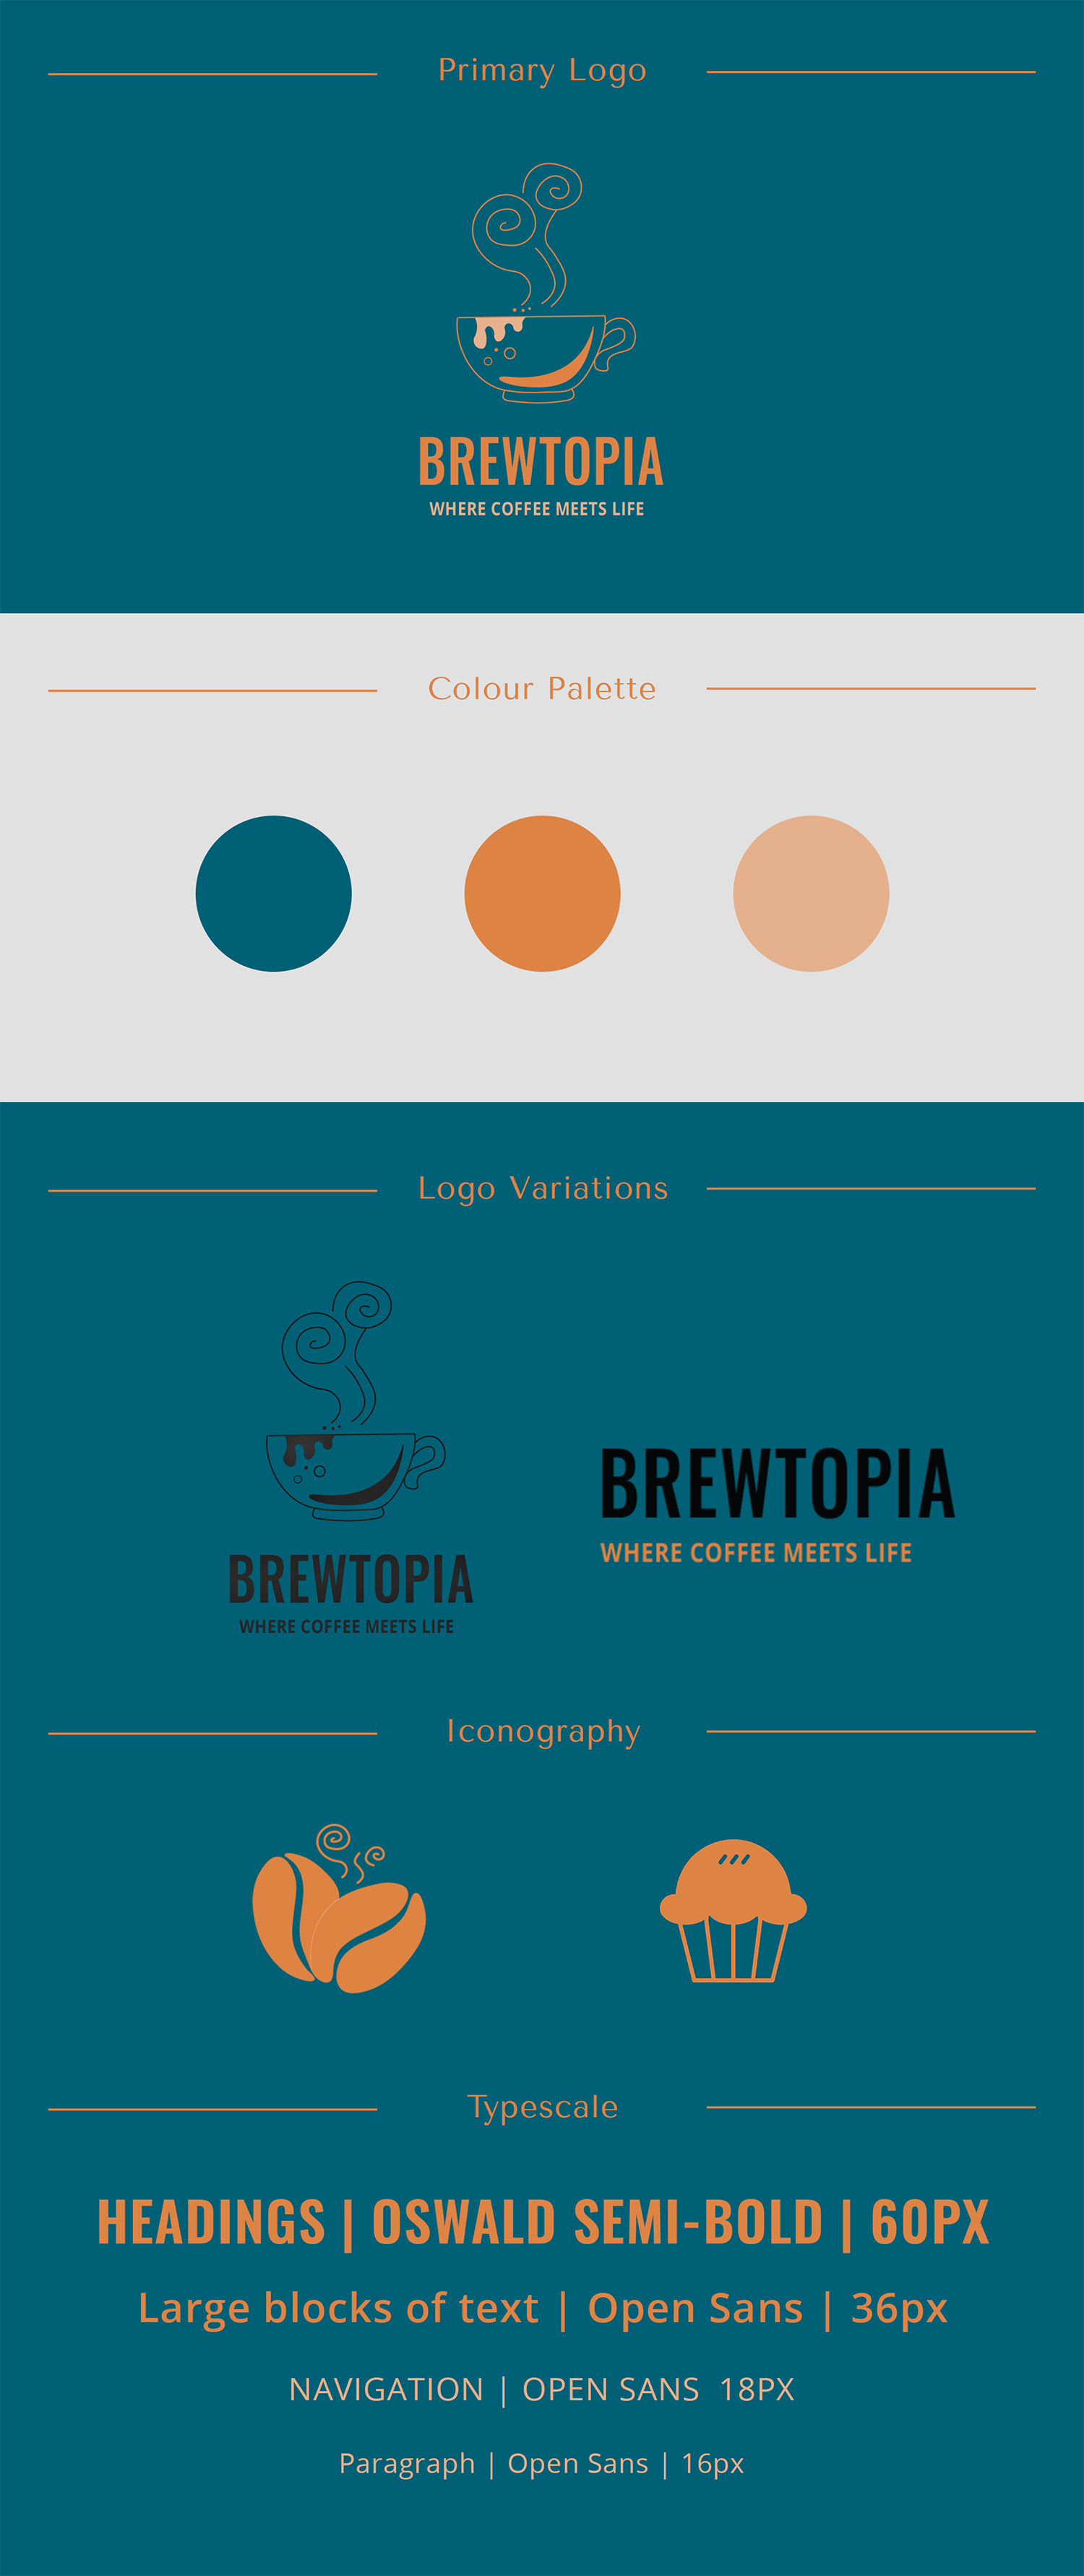 Primary Logo
BREWTOPIA
WHERE COFFEE MEETS LIFE
Colour Palette
Logo Variations
BREWTOPIA
WHERE COFFEE MEETS LIFE
BREWTOPIA
WHERE COFFEE MEETS LIFE
Iconography
Typescale
HEADINGS | OSWALD SEMI-BOLD | 60PX
Large blocks of text | Open Sans | 36px
NAVIGATION | OPEN SANS 18PX
Paragraph | Open Sans | 16px